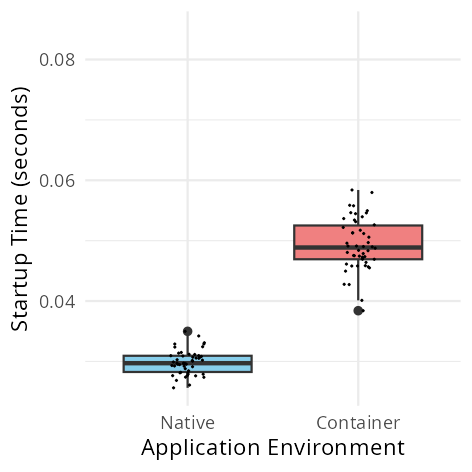 Startup Time (seconds)
0.08
0.06
0.04
Native Container
Application Environment